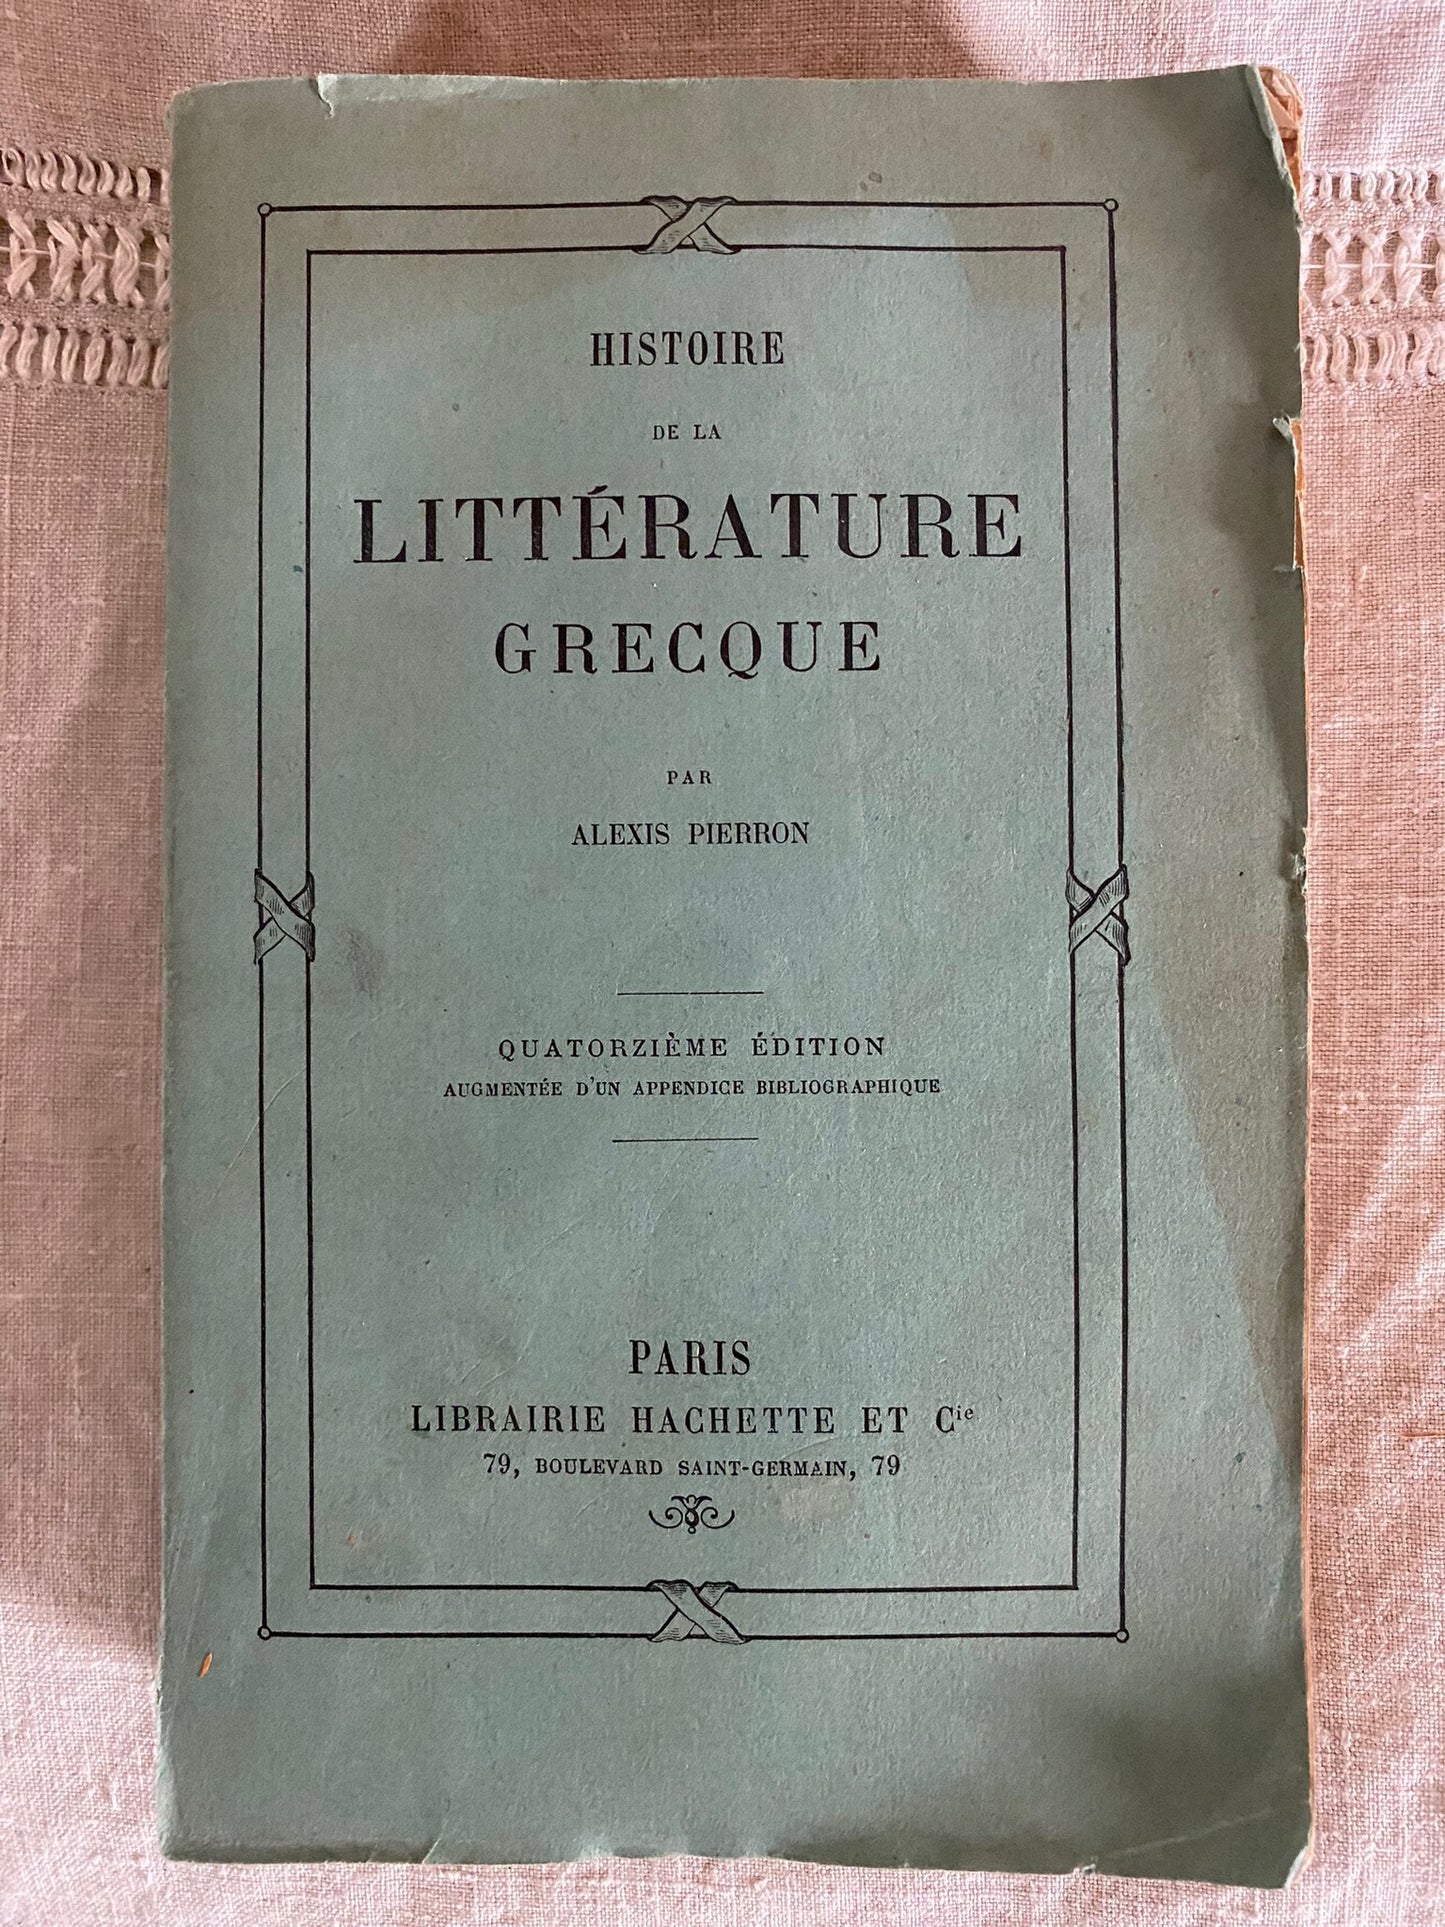 HISTOIRE
DE LA
LITTÉRATURE
GRECQUE
PAR
ALEXIS PIERRON
QUATORZIÈME ÉDITION
AUGMENTÉE D'UN APPENDICE BIBLIOGRAPHIQUE
PARIS
LIBRAIRIE HACHETTE ET Cie
79, BOULEVARD SAINT-GERMAIN, 79